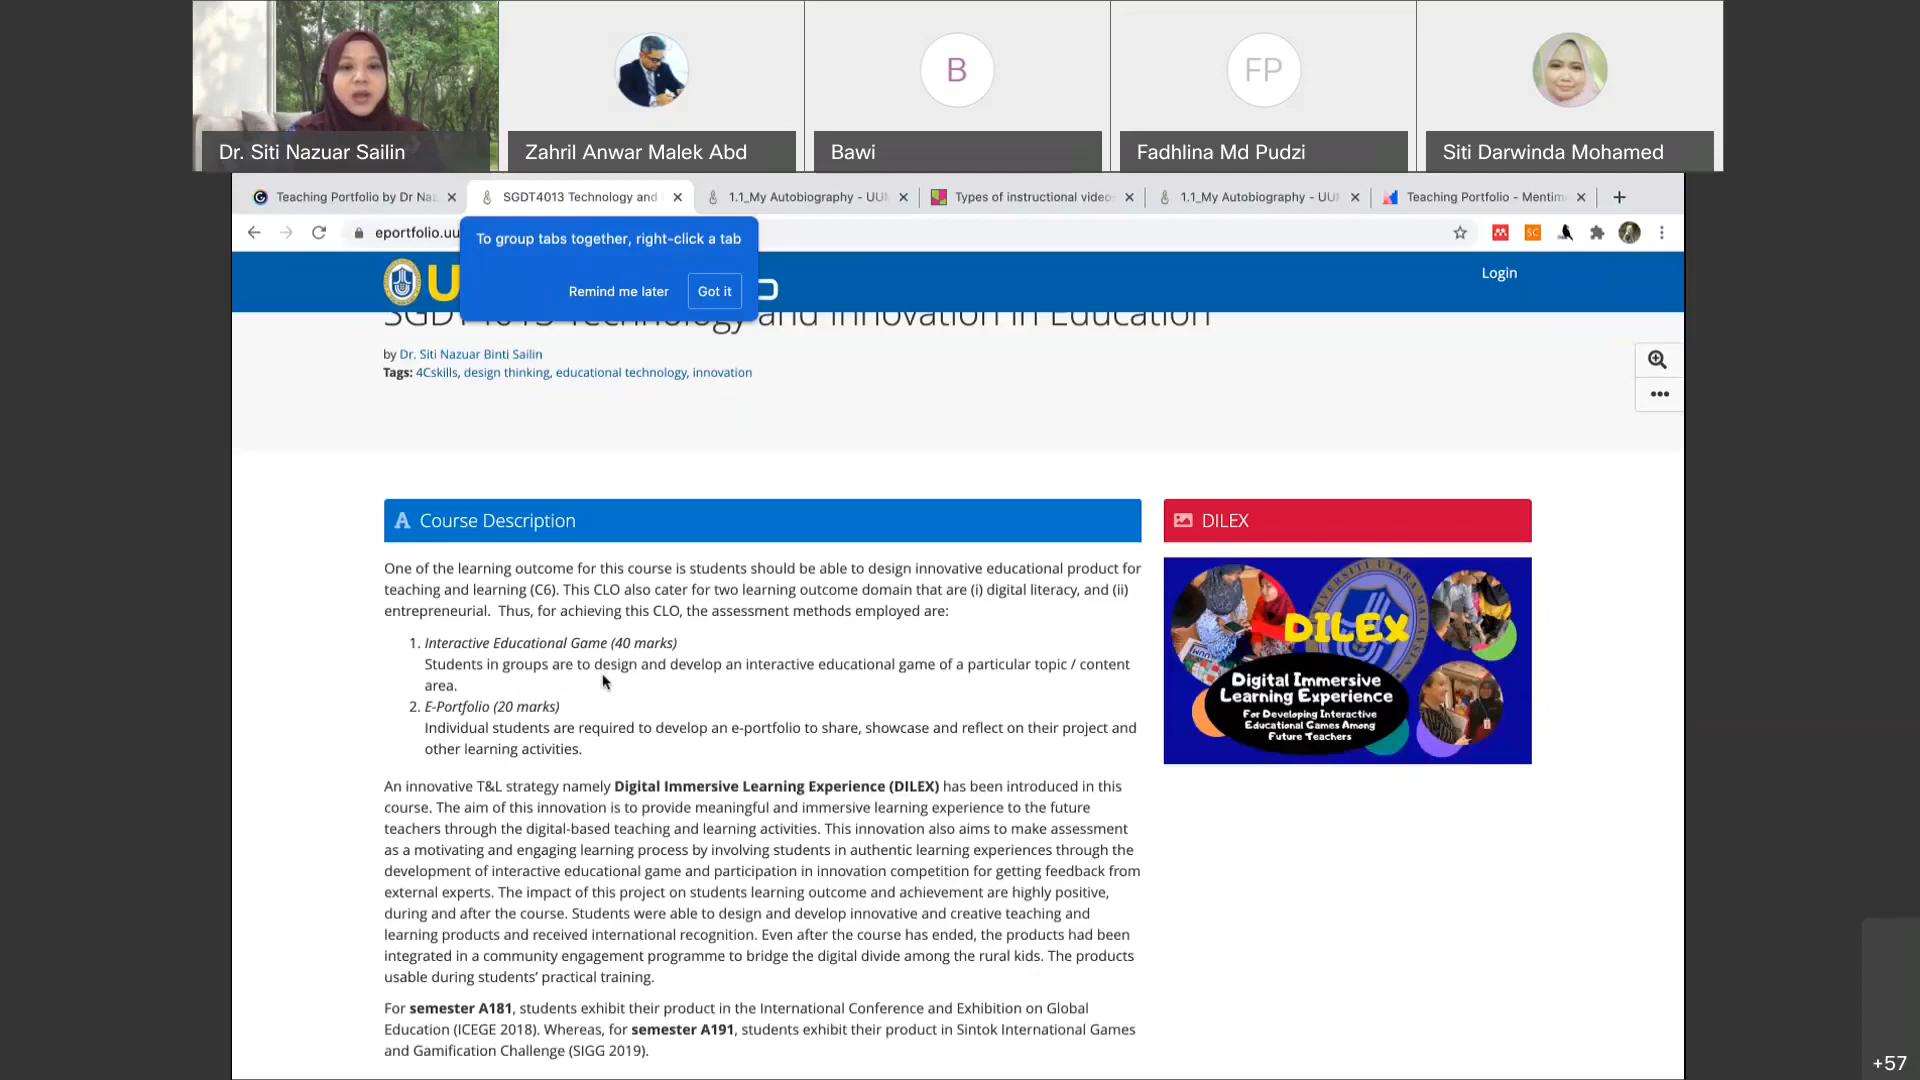 B
FP
Dr. Siti Nazuar Sailin
Zahril Anwar Malek Abd
Bawi
Fadhlina Md Pudzi
Siti Darwinda Mohamed
Teaching Portfolio by Dr Naz
SGDT4013 Technology and
1.1_My Autobiography - UU
Types of instructional video
1.1_My Autobiography - UU
Teaching Portfolio - Mentim
eportfolio.uu
SC
To group tabs together, right-click a tab
Remind me later
Got it
U
Login
SGDT4013 Technology and Innovation in Education
by Dr. Siti Nazuar Binti Sailin
Tags: 4Cskills, design thinking, educational technology, innovation
Course Description
One of the learning outcome for this course is students should be able to design innovative educational product for
teaching and learning (C6). This CLO also cater for two learning outcome domain that are (i) digital literacy, and (ii)
entrepreneurial. Thus, for achieving this CLO, the assessment methods employed are:
1. Interactive Educational Game (40 marks)
Students in groups are to design and develop an interactive educational game of a particular topic / content
area.
2. E-Portfolio (20 marks)
Individual students are required to develop an e-portfolio to share, showcase and reflect on their project and
other learning activities.
An innovative T&L strategy namely Digital Immersive Learning Experience (DILEX) has been introduced in this
course. The aim of this innovation is to provide meaningful and immersive learning experience to the future
teachers through the digital-based teaching and learning activities. This innovation also aims to make assessment
as a motivating and engaging learning process by involving students in authentic learning experiences through the
development of interactive educational game and participation in innovation competition for getting feedback from
external experts. The impact of this project on students learning outcome and achievement are highly positive,
during and after the course. Students were able to design and develop innovative and creative teaching and
learning products and received international recognition. Even after the course has ended, the products had been
integrated in a community engagement programme to bridge the digital divide among the rural kids. The products
usable during students' practical training.
For semester A181, students exhibit their product in the International Conference and Exhibition on Global
Education (ICEGE 2018). Whereas, for semester A191, students exhibit their product in Sintok International Games
and Gamification Challenge (SIGG 2019).
DILEX
UNIVERSITI UTARA MALAYSIA
DILEX
Digital Immersive
Learning Experience
For Developing Interactive
Educational Games Among
Future Teachers
+57